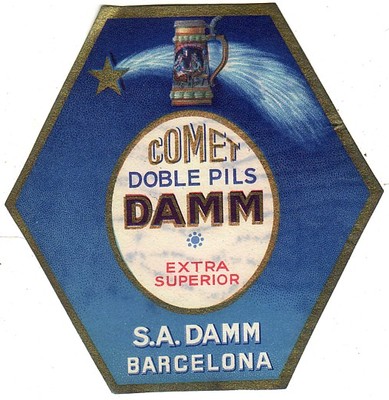 COMET
DOBLE PILS
DAMM
EXTRA
SUPERIOR
S.A. DAMM
BARCELONA